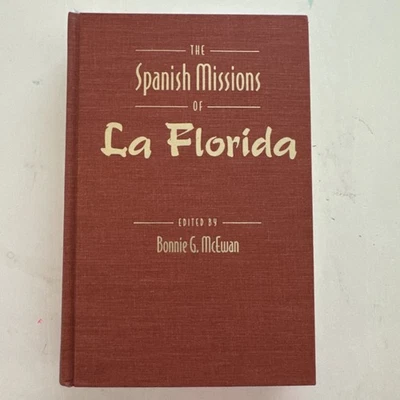 THE
Spanish Missions
OF
La Florida
EDITED BY
Bonnie G. McEwan